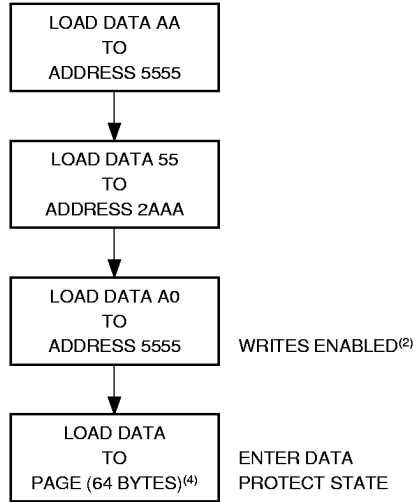 LOAD DATA AA
TO
ADDRESS 5555
LOAD DATA 55
TO
ADDRESS 2AAA
LOAD DATA A0
TO
ADDRESS 5555
WRITES ENABLED(2)
LOAD DATA
TO
PAGE (64 BYTES)(4)
ENTER DATA
PROTECT STATE